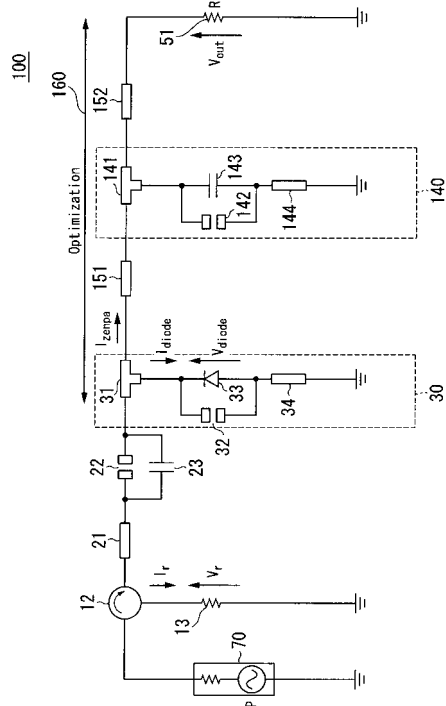 100
160
Optimization
P
70
12
13
I_r
V_r
21
22
23
31
I_zenpa
I_diode
V_diode
33
32
34
30
151
141
143
142
144
140
152
51
R
V_out